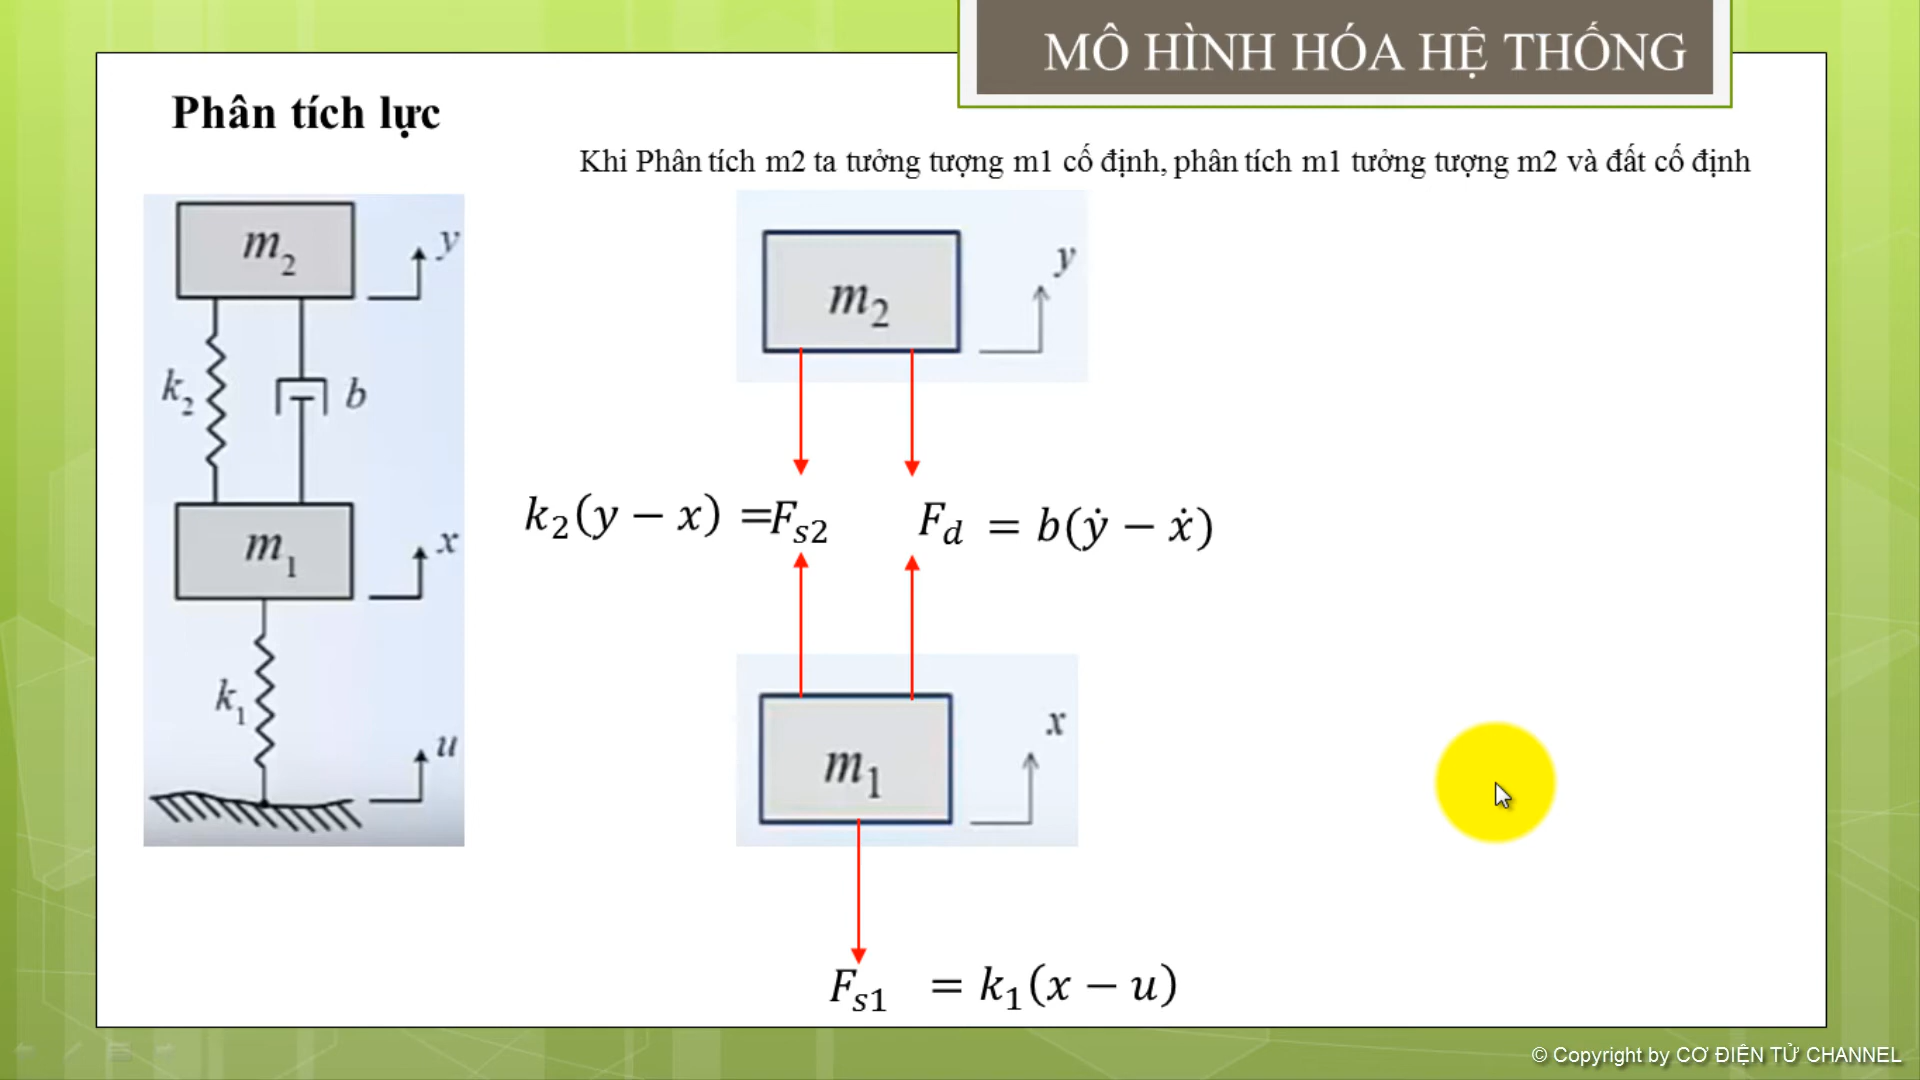 MÔ HÌNH HÓA HỆ THỐNG
Phân tích lực
Khi Phân tích m2 ta tưởng tượng m1 cố định, phân tích m1 tưởng tượng m2 và đất cố định
m₂
y
k₂
b
m₁
x
k₁
u
m₂
y
k₂(y − x) =Fₛ₂
F_d = b(ẏ − ẋ)
m₁
x
Fₛ₁ = k₁(x − u)
© Copyright by CƠ ĐIỆN TỬ CHANNEL